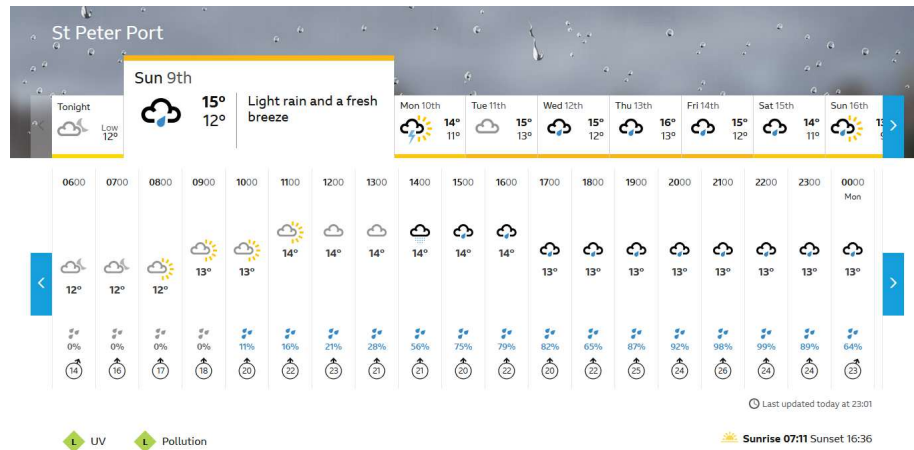 St Peter Port
Tonight
Low
12°
Sun 9th
15°
12°
Light rain and a fresh
breeze
Mon 10th
14°
11°
Tue 11th
15°
13°
Wed 12th
15°
12°
Thu 13th
16°
13°
Fri 14th
15°
12°
Sat 15th
14°
11°
Sun 16th
0600 0700 0800 0900 1000 1100 1200 1300 1400 1500 1600 1700 1800 1900 2000 2100 2200 2300 0000
Mon
14° 14° 14° 14° 14° 14°
13° 13° 13° 13° 13° 13° 13° 13° 13° 13°
12° 12° 12°
0% 0% 0% 0% 11% 16% 21% 28% 56% 75% 79% 82% 65% 87% 92% 98% 99% 89% 64%
14 16 17 18 20 22 23 21 21 20 22 20 22 25 24 26 24 24 23
Last updated today at 23:01
L UV L Pollution
Sunrise 07:11 Sunset 16:36